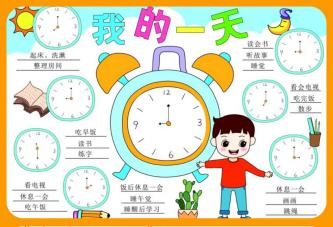 我的一天
起床、洗漱
整理房间
读会书
听故事
睡觉
看会电视
吃完饭
散步
吃早饭
读书
练字
看电视
休息一会
吃午饭
饭后休息一会
睡午觉
睡醒后学习
休息一会
画画
跳绳